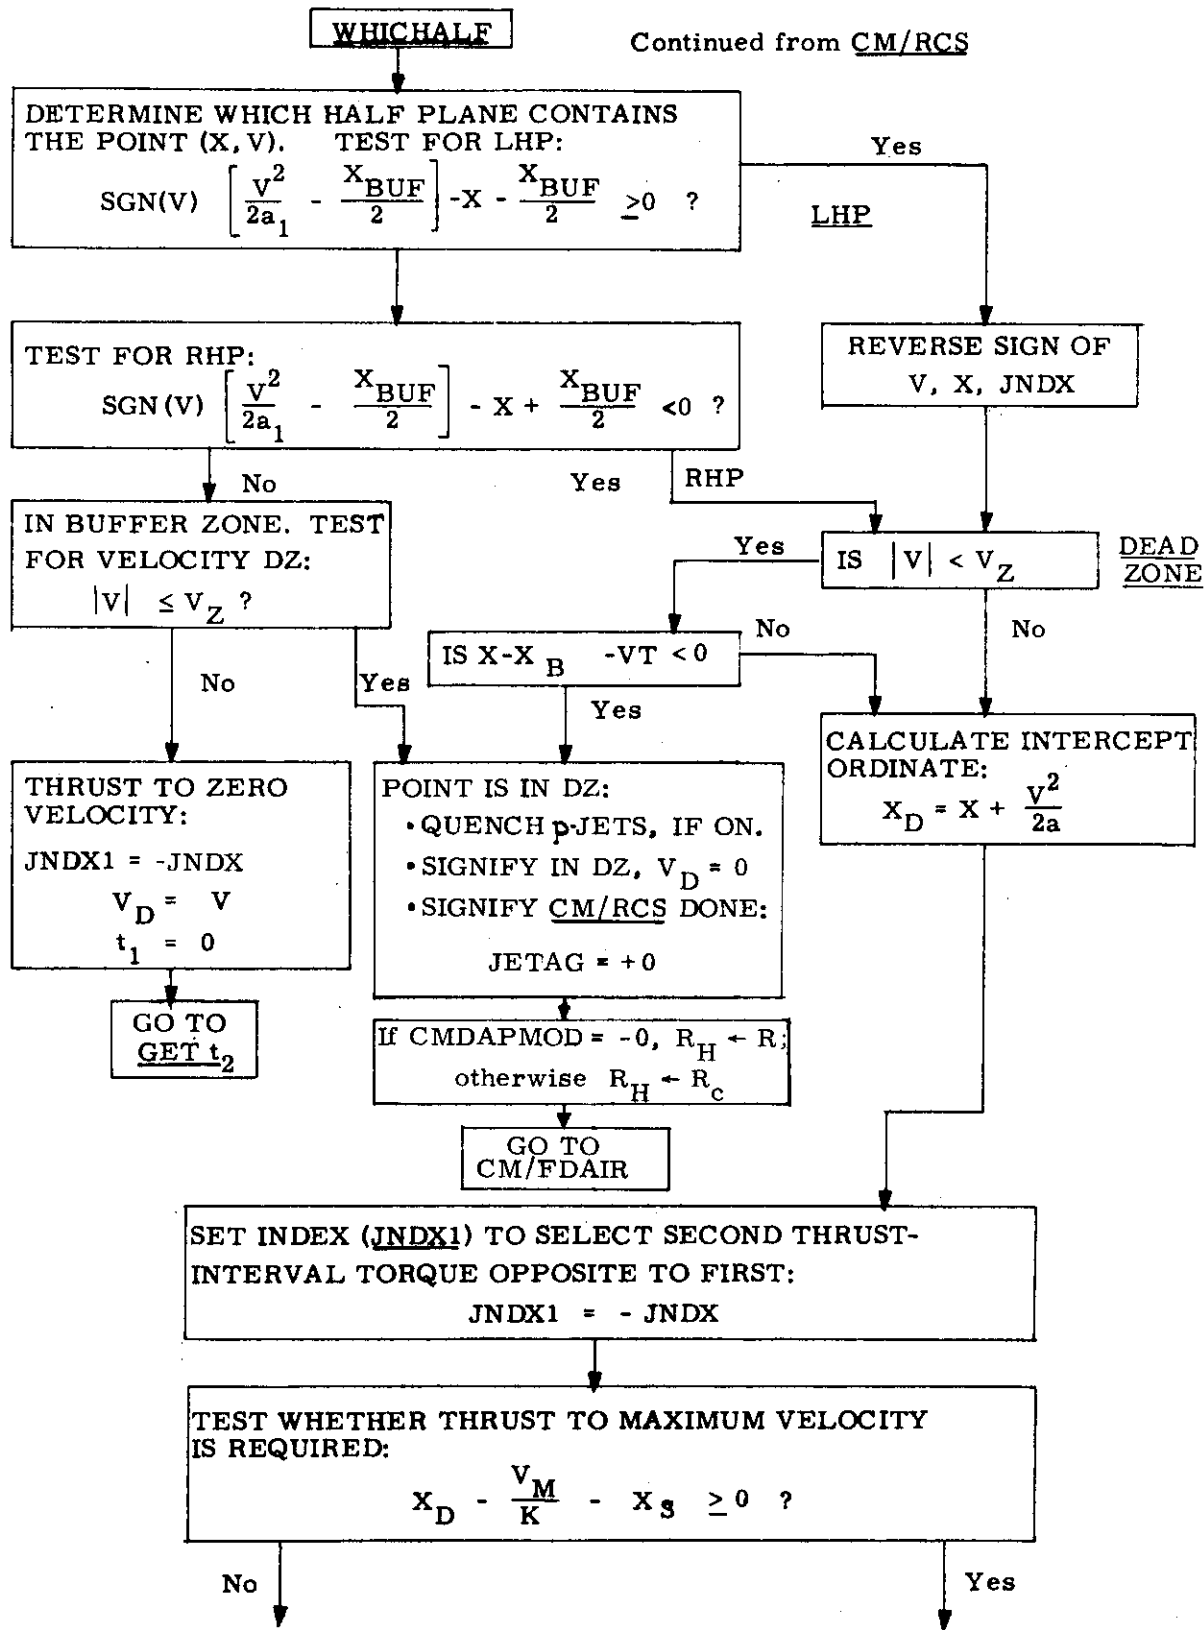 WHICHALF
Continued from CM/RCS
DETERMINE WHICH HALF PLANE CONTAINS
THE POINT (X, V). TEST FOR LHP:
SGN(V) [V²/2a₁ - X_BUF/2] -X - X_BUF/2 ≥0 ?
Yes
LHP
TEST FOR RHP:
SGN (V) [V²/2a₁ - X_BUF/2] - X + X_BUF/2 <0 ?
REVERSE SIGN OF
V, X, JNDX
No
Yes
RHP
IN BUFFER ZONE. TEST
FOR VELOCITY DZ:
|V| ≤ V_Z ?
Yes
IS |V| < V_Z
DEAD
ZONE
No
IS X-X_B -VT < 0
No
No
Yes
Yes
CALCULATE INTERCEPT
ORDINATE:
X_D = X + V²/2a
THRUST TO ZERO
VELOCITY:
JNDX1 = -JNDX
V_D = V
t₁ = 0
POINT IS IN DZ:
• QUENCH p-JETS, IF ON.
• SIGNIFY IN DZ, V_D = 0
• SIGNIFY CM/RCS DONE:
JETAG = +0
GO TO
GET t₂
If CMDAPMOD = -0, R_H ← R;
otherwise R_H ← R_c
GO TO
CM/FDAIR
SET INDEX (JNDX1) TO SELECT SECOND THRUST-
INTERVAL TORQUE OPPOSITE TO FIRST:
JNDX1 = - JNDX
TEST WHETHER THRUST TO MAXIMUM VELOCITY
IS REQUIRED:
X_D - V_M/K - X_S ≥ 0 ?
No
Yes